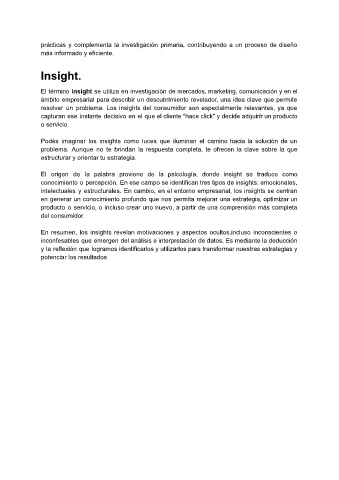 prácticas y complementa la investigación primaria, contribuyendo a un proceso de diseño
más informado y eficiente.
Insight.
El término insight se utiliza en investigación de mercados, marketing, comunicación y en el
ámbito empresarial para describir un descubrimiento revelador, una idea clave que permite
resolver un problema. Los insights del consumidor son especialmente relevantes, ya que
capturan ese instante decisivo en el que el cliente "hace click" y decide adquirir un producto
o servicio.
Podés imaginar los insights como luces que iluminan el camino hacia la solución de un
problema. Aunque no te brindan la respuesta completa, te ofrecen la clave sobre la que
estructurar y orientar tu estrategia.
El origen de la palabra proviene de la psicología, donde insight se traduce como
conocimiento o percepción. En ese campo se identifican tres tipos de insights: emocionales,
intelectuales y estructurales. En cambio, en el entorno empresarial, los insights se centran
en generar un conocimiento profundo que nos permita mejorar una estrategia, optimizar un
producto o servicio, o incluso crear uno nuevo, a partir de una comprensión más completa
del consumidor.
En resumen, los insights revelan motivaciones y aspectos ocultos,incluso inconscientes o
inconfesables que emergen del análisis e interpretación de datos. Es mediante la deducción
y la reflexión que logramos identificarlos y utilizarlos para transformar nuestras estrategias y
potenciar los resultados.